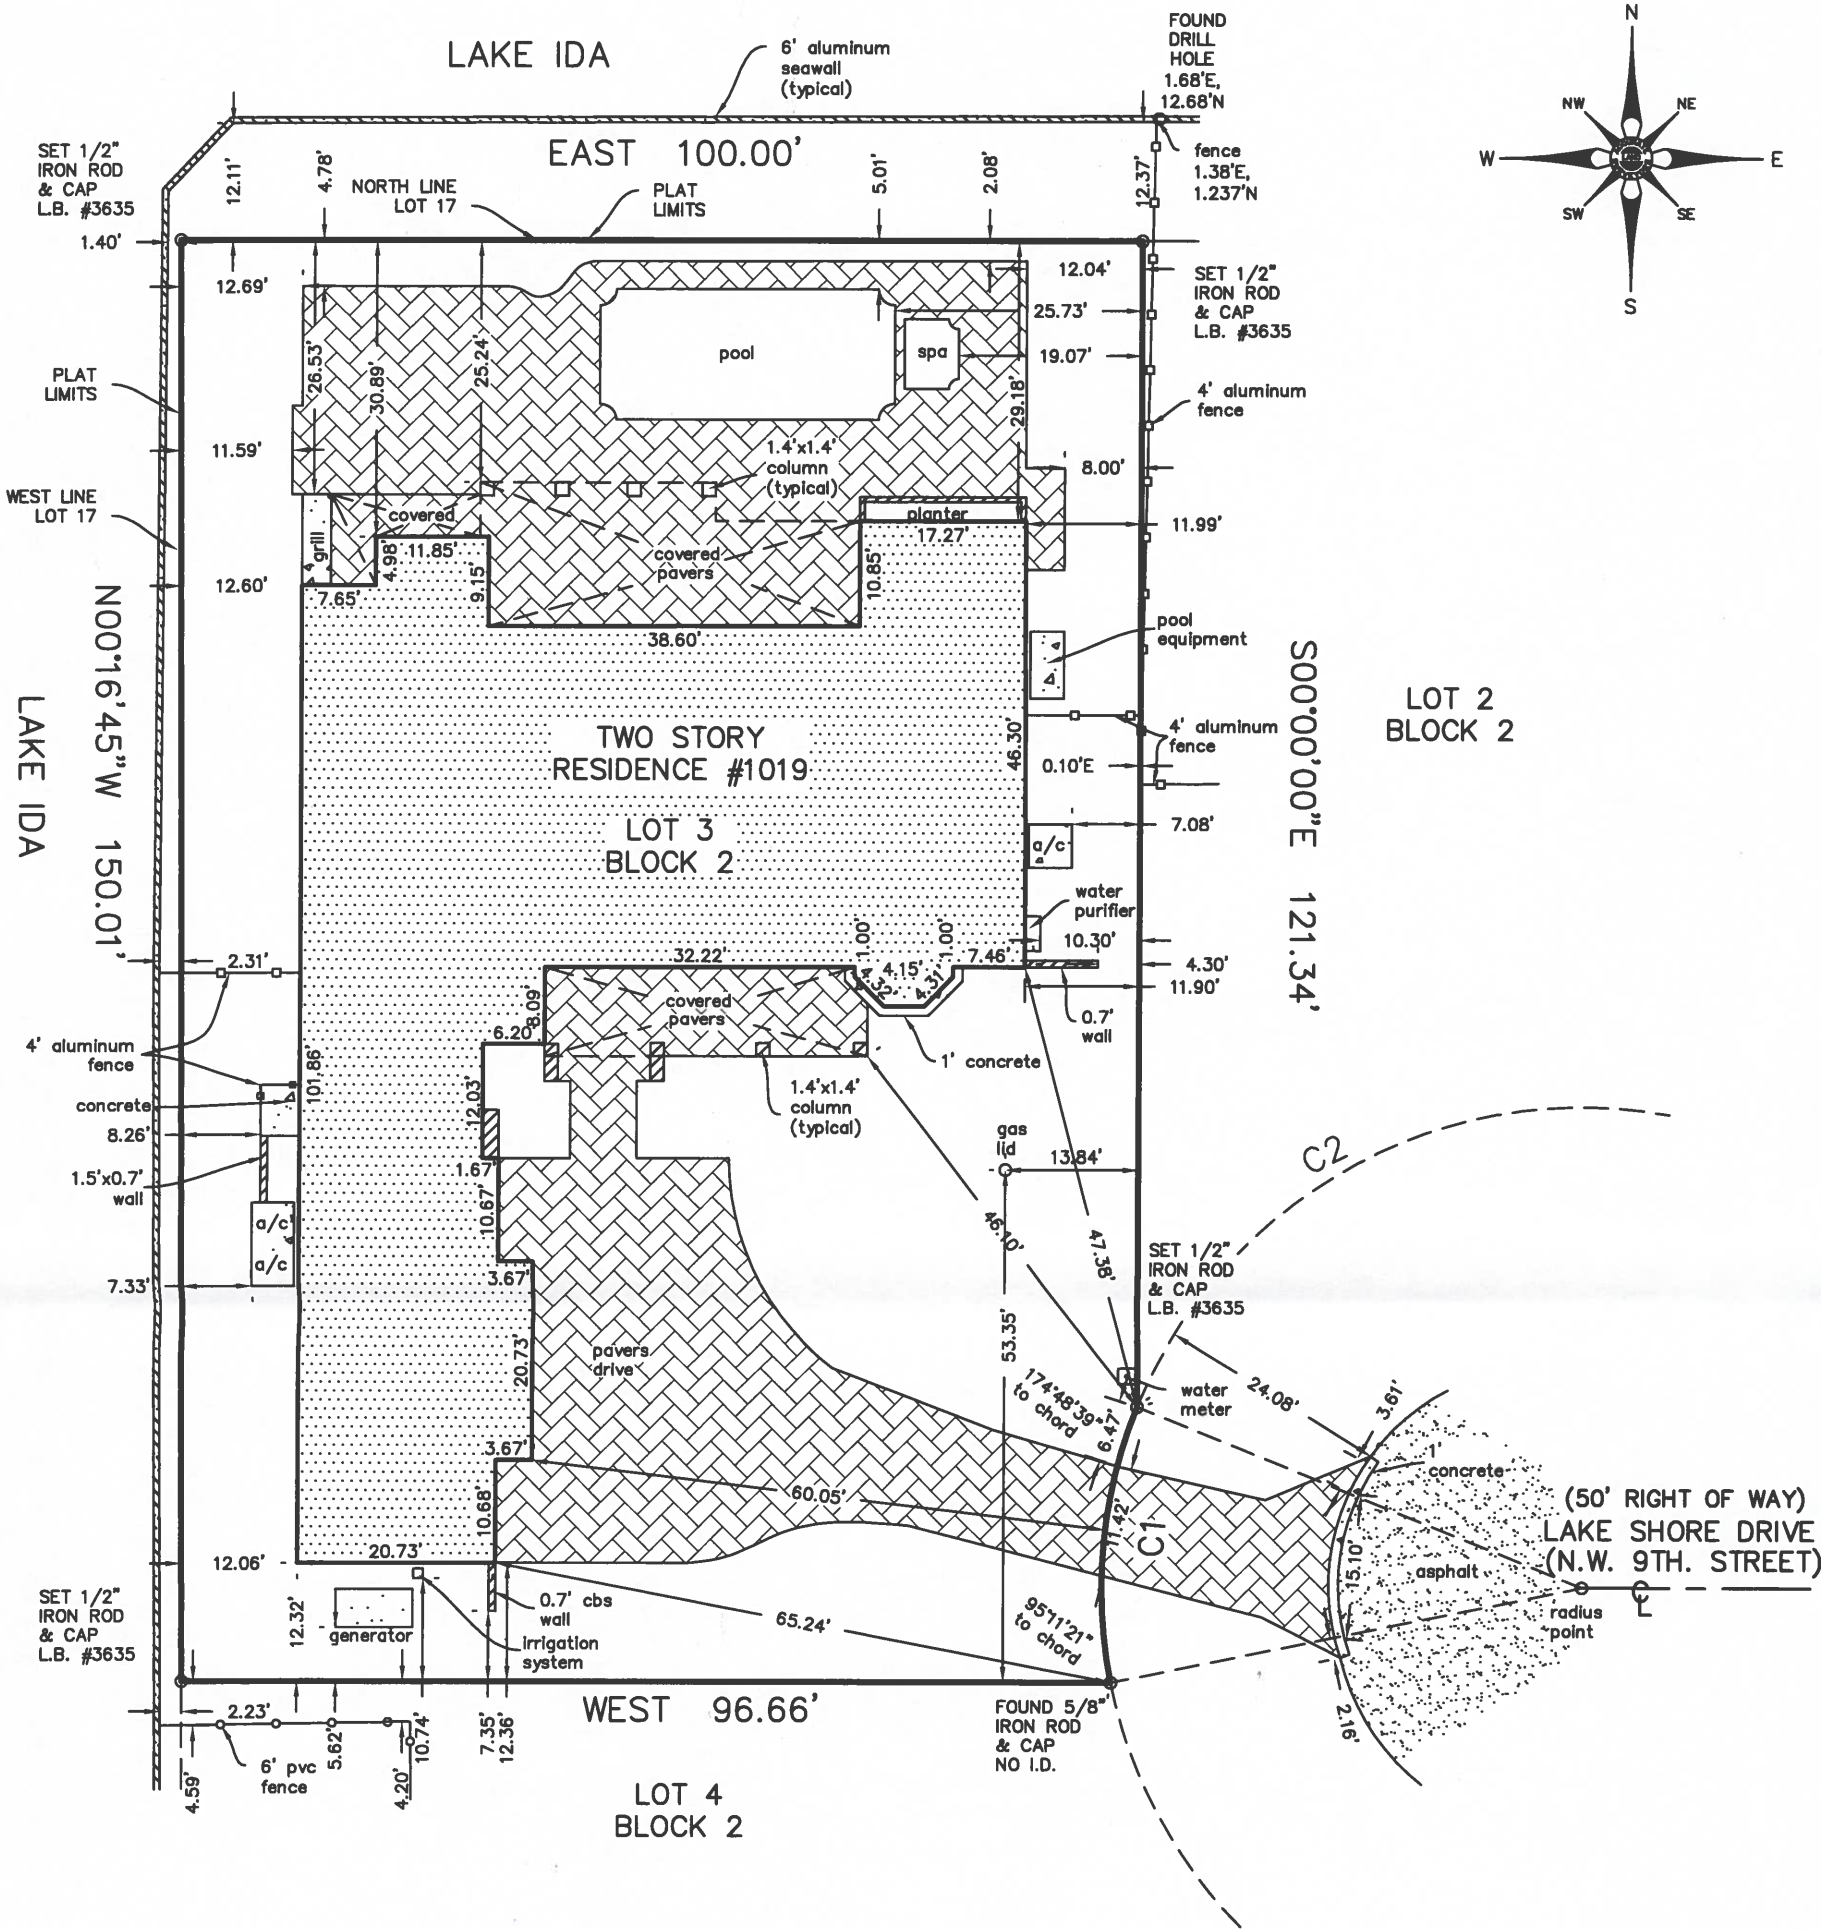 LAKE IDA
6' aluminum
seawall
(typical)
FOUND
DRILL
HOLE
1.68'E,
12.68'N
N
NW
NE
W
E
SW
SE
S
SET 1/2"
IRON ROD
& CAP
L.B. #3635
1.40'
12.11'
4.78'
EAST 100.00'
NORTH LINE
LOT 17
PLAT
LIMITS
5.01'
2.08'
12.37'
fence
1.38'E,
1.237'N
12.69'
12.04'
SET 1/2"
IRON ROD
& CAP
L.B. #3635
25.73'
26.53'
30.89'
25.24'
pool
spa
19.07'
29.18'
PLAT
LIMITS
4' aluminum
fence
11.59'
1.4'x1.4'
column
(typical)
8.00'
WEST LINE
LOT 17
covered
planter
17.27'
11.99'
grill
4.98'
11.85'
9.15'
covered
pavers
10.85'
12.60'
7.65'
38.60'
pool
equipment
N00°16'45"W 150.01'
LAKE IDA
S00°00'00"E 121.34'
LOT 2
BLOCK 2
TWO STORY
RESIDENCE #1019
46.30'
4' aluminum
fence
0.10'E
LOT 3
BLOCK 2
a/c
7.08'
water
purifier
10.30'
2.31'
32.22'
1.00'
1.00'
4.15'
4.32'
4.31'
7.46'
4.30'
11.90'
8.09'
covered
pavers
6.20'
0.7'
wall
1' concrete
4' aluminum
fence
101.86'
12.03'
1.4'x1.4'
column
(typical)
concrete
8.26'
1.5'x0.7'
wall
a/c
a/c
7.33'
1.67'
10.67'
3.67'
gas
lid
13.84'
C2
46.10'
47.38'
SET 1/2"
IRON ROD
& CAP
L.B. #3635
53.35'
20.73'
pavers
drive
174°48'39"
to chord
water
meter
24.08'
3.61'
6.47'
1'
concrete
3.67'
60.05'
11.42'
C1
10.68'
(50' RIGHT OF WAY)
LAKE SHORE DRIVE
(N.W. 9TH. STREET)
15.10'
asphalt
radius
point
12.06'
20.73'
SET 1/2"
IRON ROD
& CAP
L.B. #3635
12.32'
generator
0.7' cbs
wall
irrigation
system
65.24'
95°11'21"
to chord
2.16'
WEST 96.66'
FOUND 5/8"
IRON ROD
& CAP
NO I.D.
2.23'
4.59'
6' pvc
fence
5.62'
4.20'
10.74'
7.35'
12.36'
LOT 4
BLOCK 2